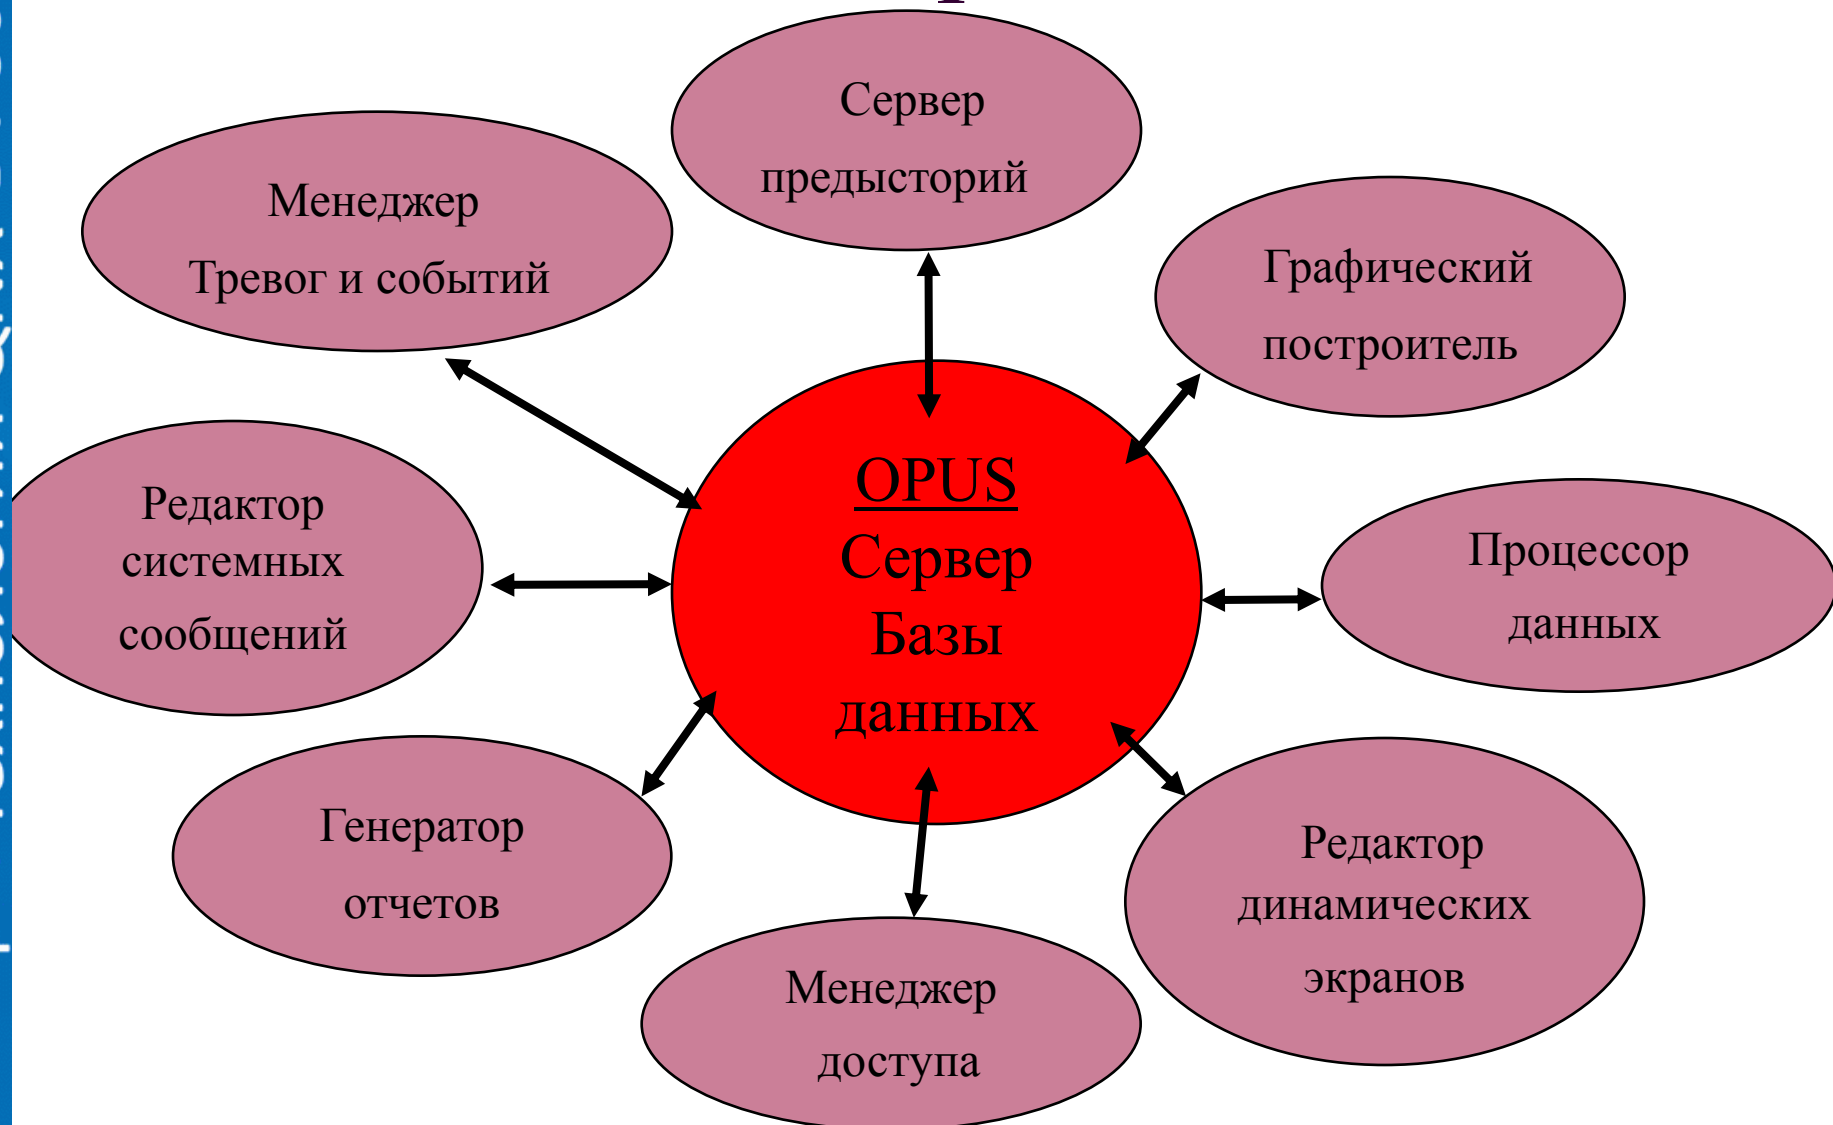 Сервер
предысторий
Менеджер
Тревог и событий
Графический
построитель
OPUS
Сервер
Базы
данных
Редактор
системных
сообщений
Процессор
данных
Генератор
отчетов
Редактор
динамических
экранов
Менеджер
доступа